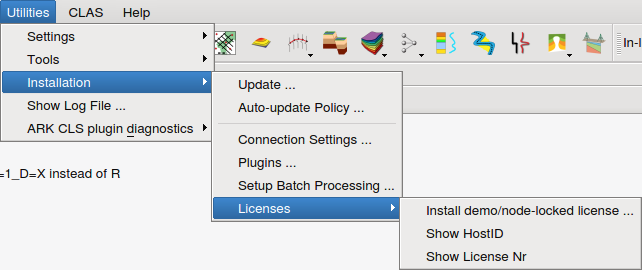 Utilities CLAS Help
Settings
Tools
Installation
Show Log File ...
ARK CLS plugin diagnostics
In-l
Update ...
Auto-update Policy ...
Connection Settings ...
Plugins ...
Setup Batch Processing ...
Licenses
=1_D=X instead of R
Install demo/node-locked license ...
Show HostID
Show License Nr